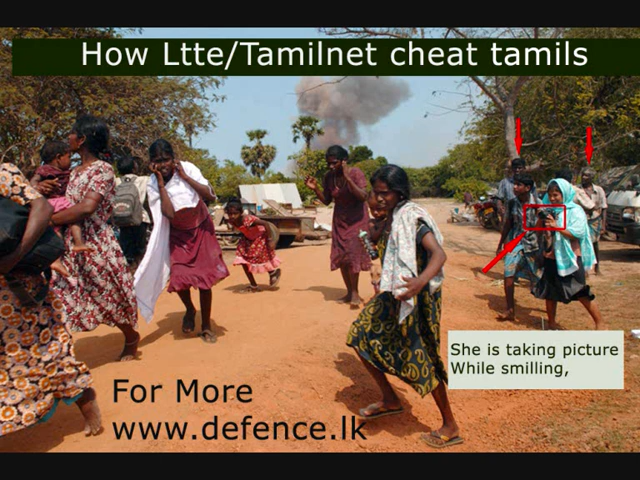 How Ltte/Tamilnet cheat tamils
She is taking picture
While smilling,
For More
www.defence.lk